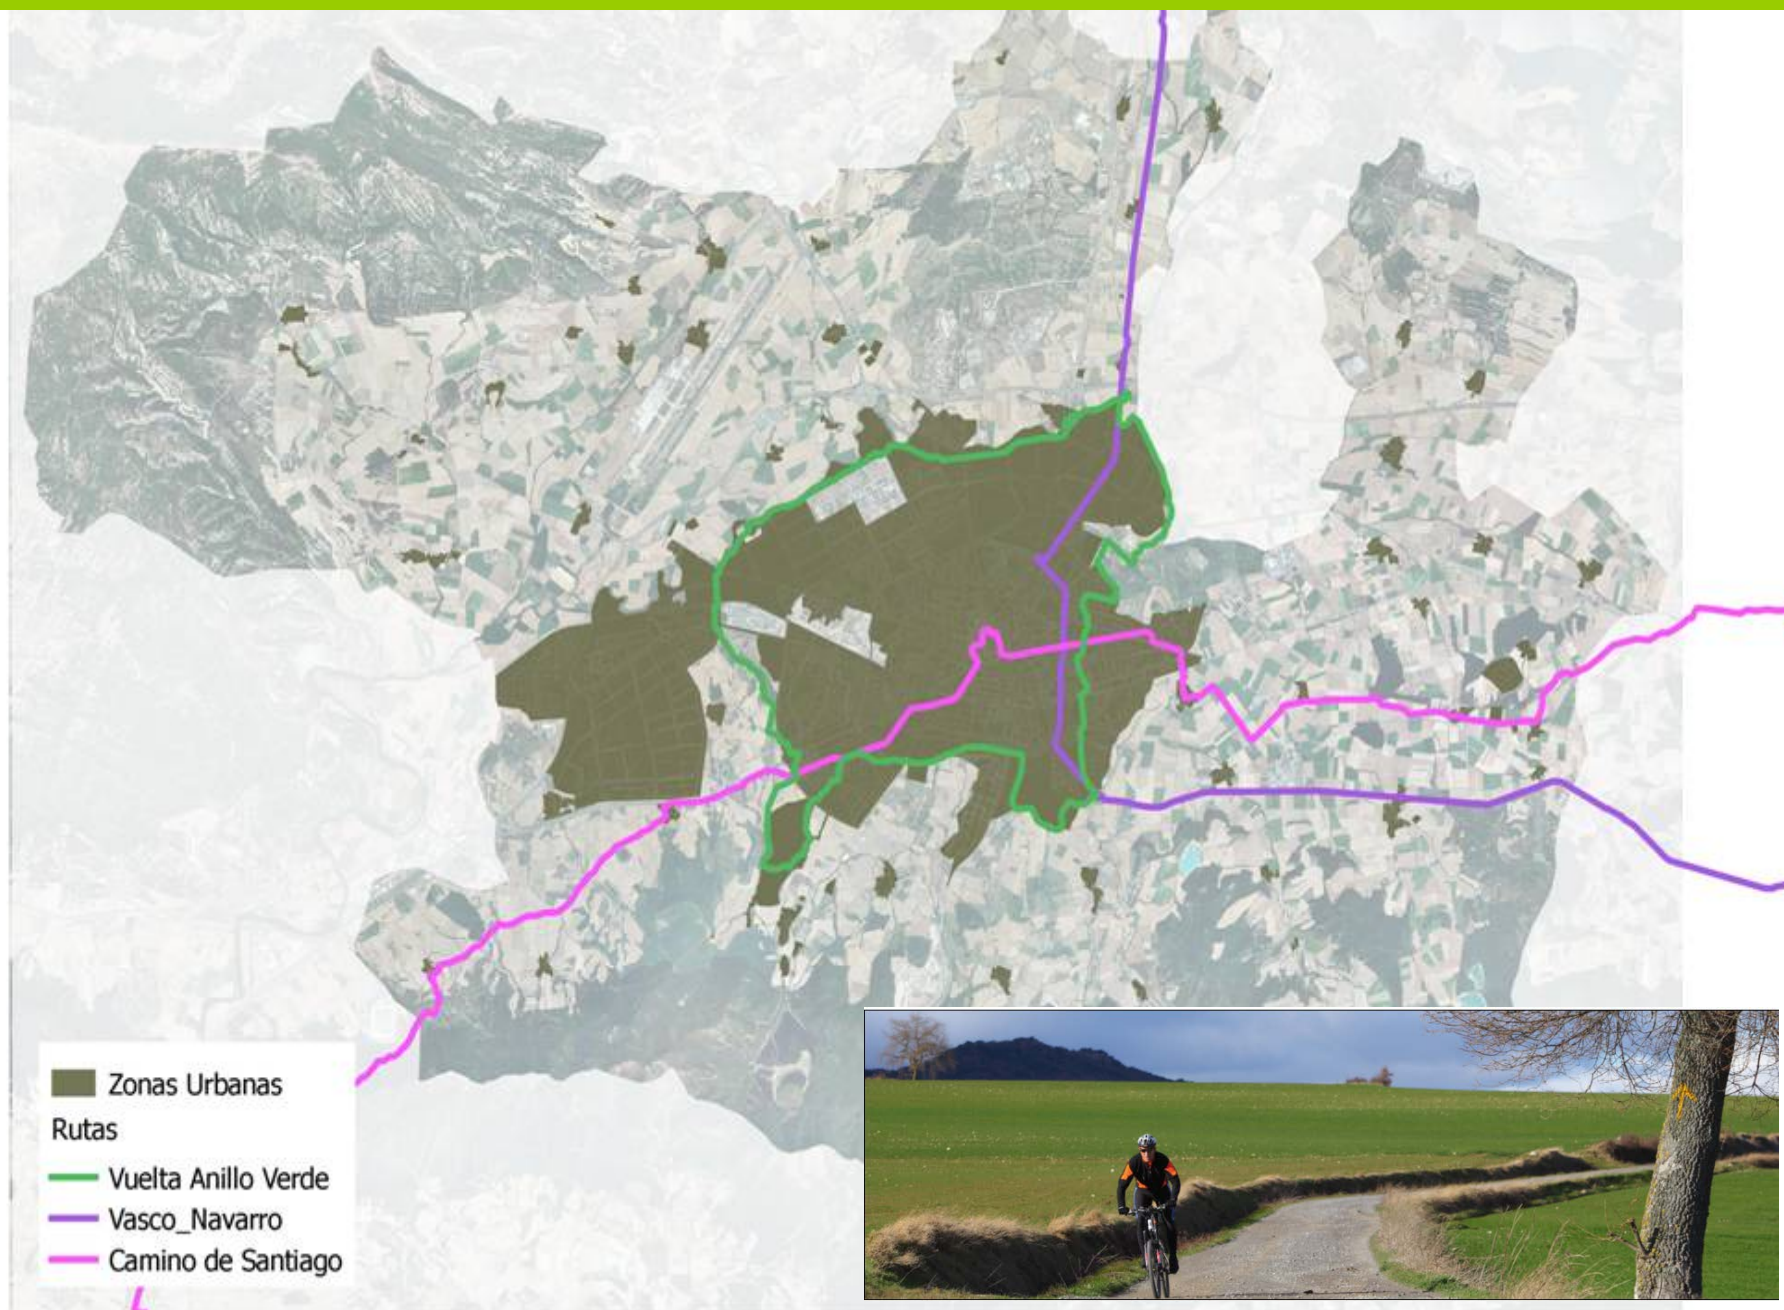 Zonas Urbanas
Rutas
Vuelta Anillo Verde
Vasco_Navarro
Camino de Santiago